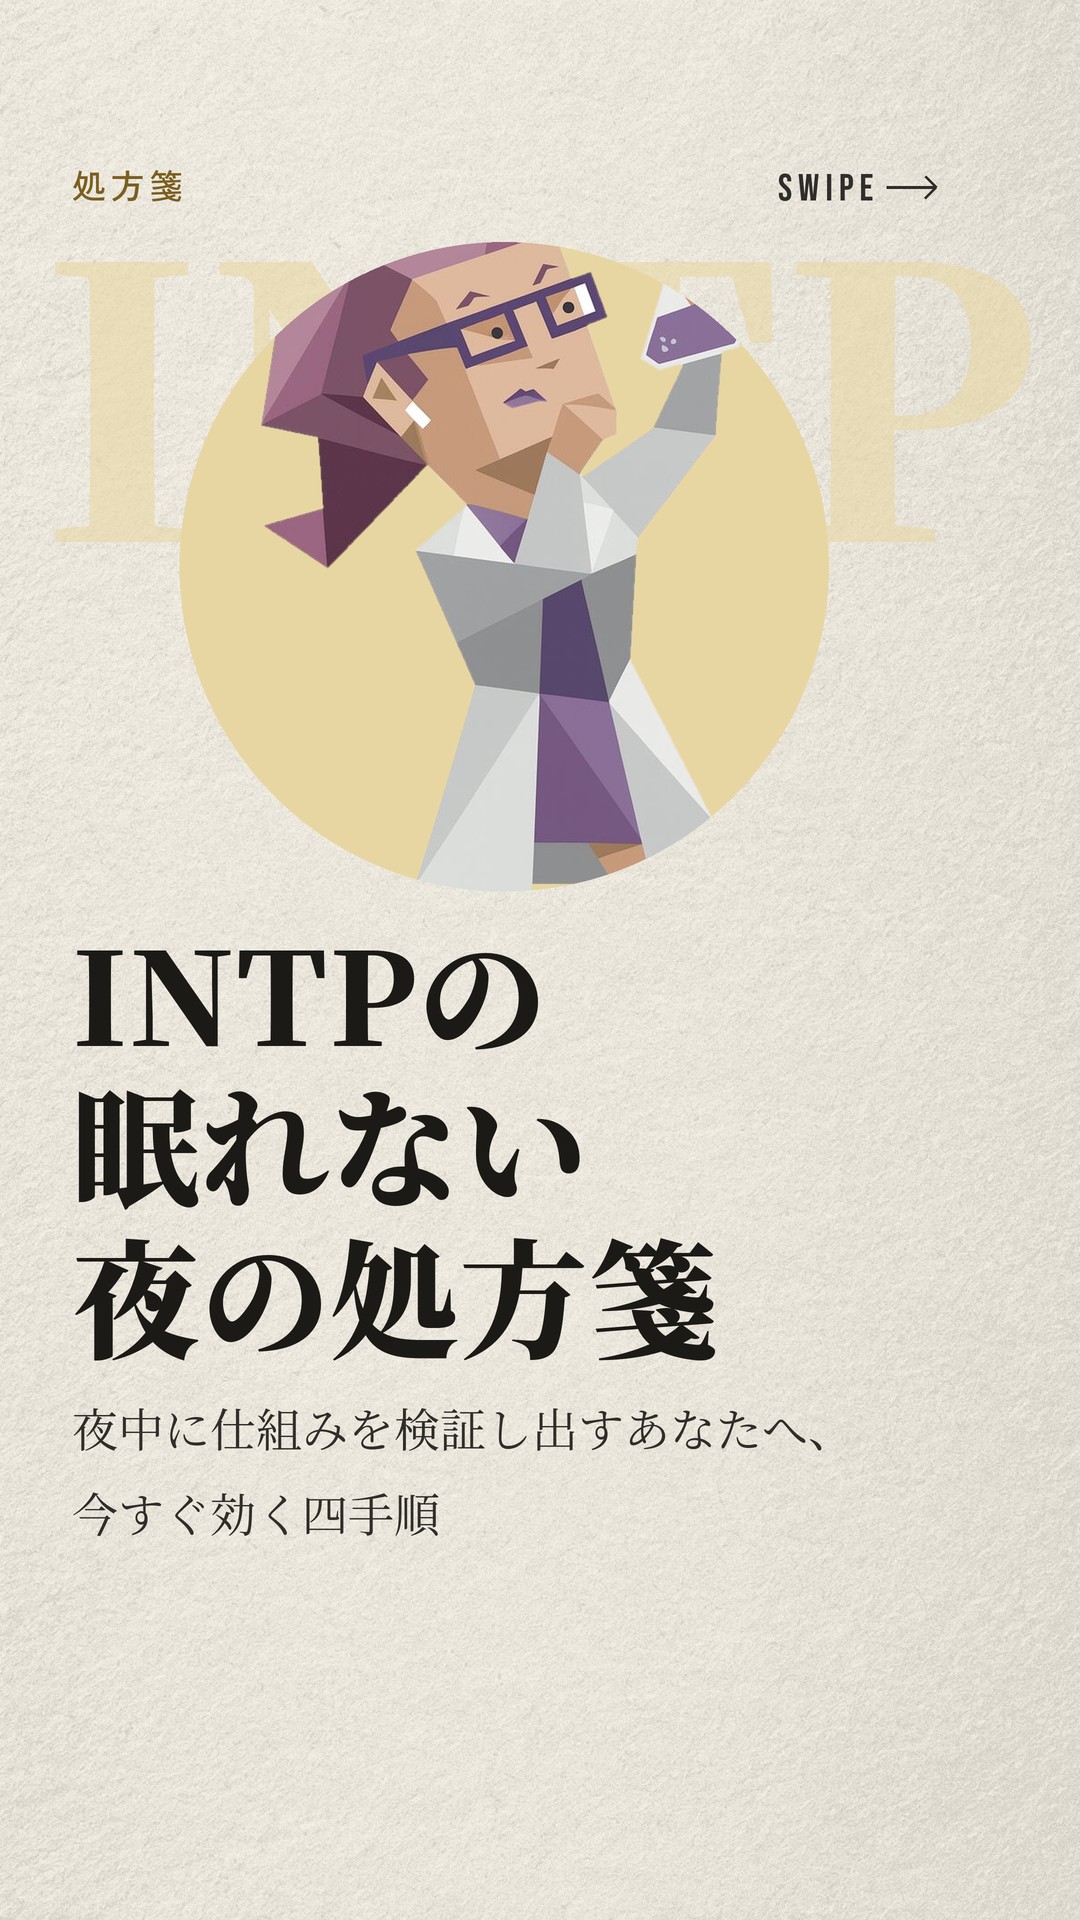 処方箋
SWIPE →
INTP
INTPの
眠れない
夜の処方箋
夜中に仕組みを検証し出すあなたへ、
今すぐ効く四手順